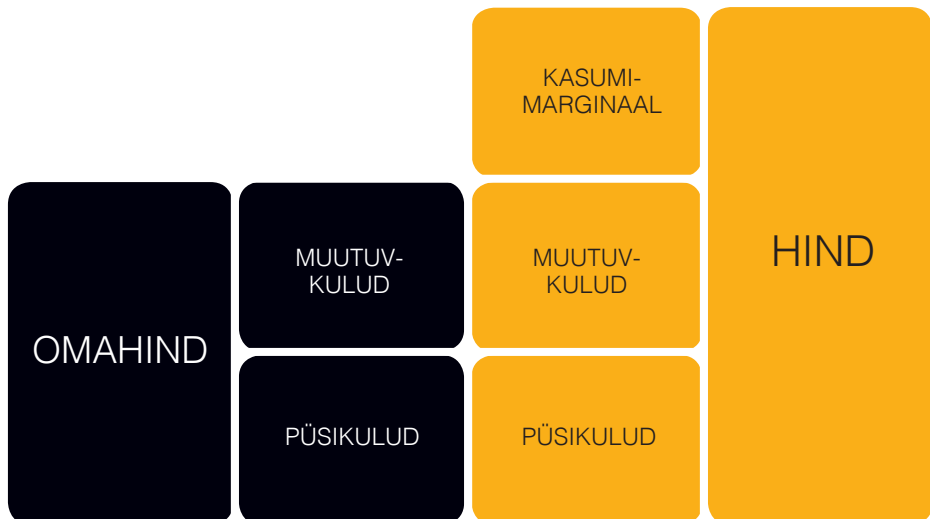 KASUMI-
MARGINAAL
OMAHIND
MUUTUV-
KULUD
MUUTUV-
KULUD
HIND
PÜSIKULUD
PÜSIKULUD